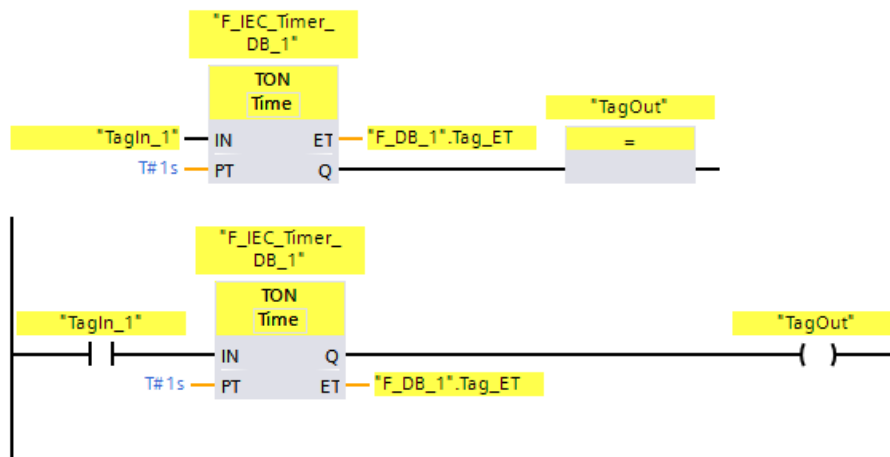 "F_IEC_Timer_
DB_1"
TON
Time
"TagOut"
=
"TagIn_1" IN ET "F_DB_1".Tag_ET
T#1s PT Q
"F_IEC_Timer_
DB_1"
TON
Time
"TagIn_1" "TagOut"
IN Q
T#1s PT ET "F_DB_1".Tag_ET